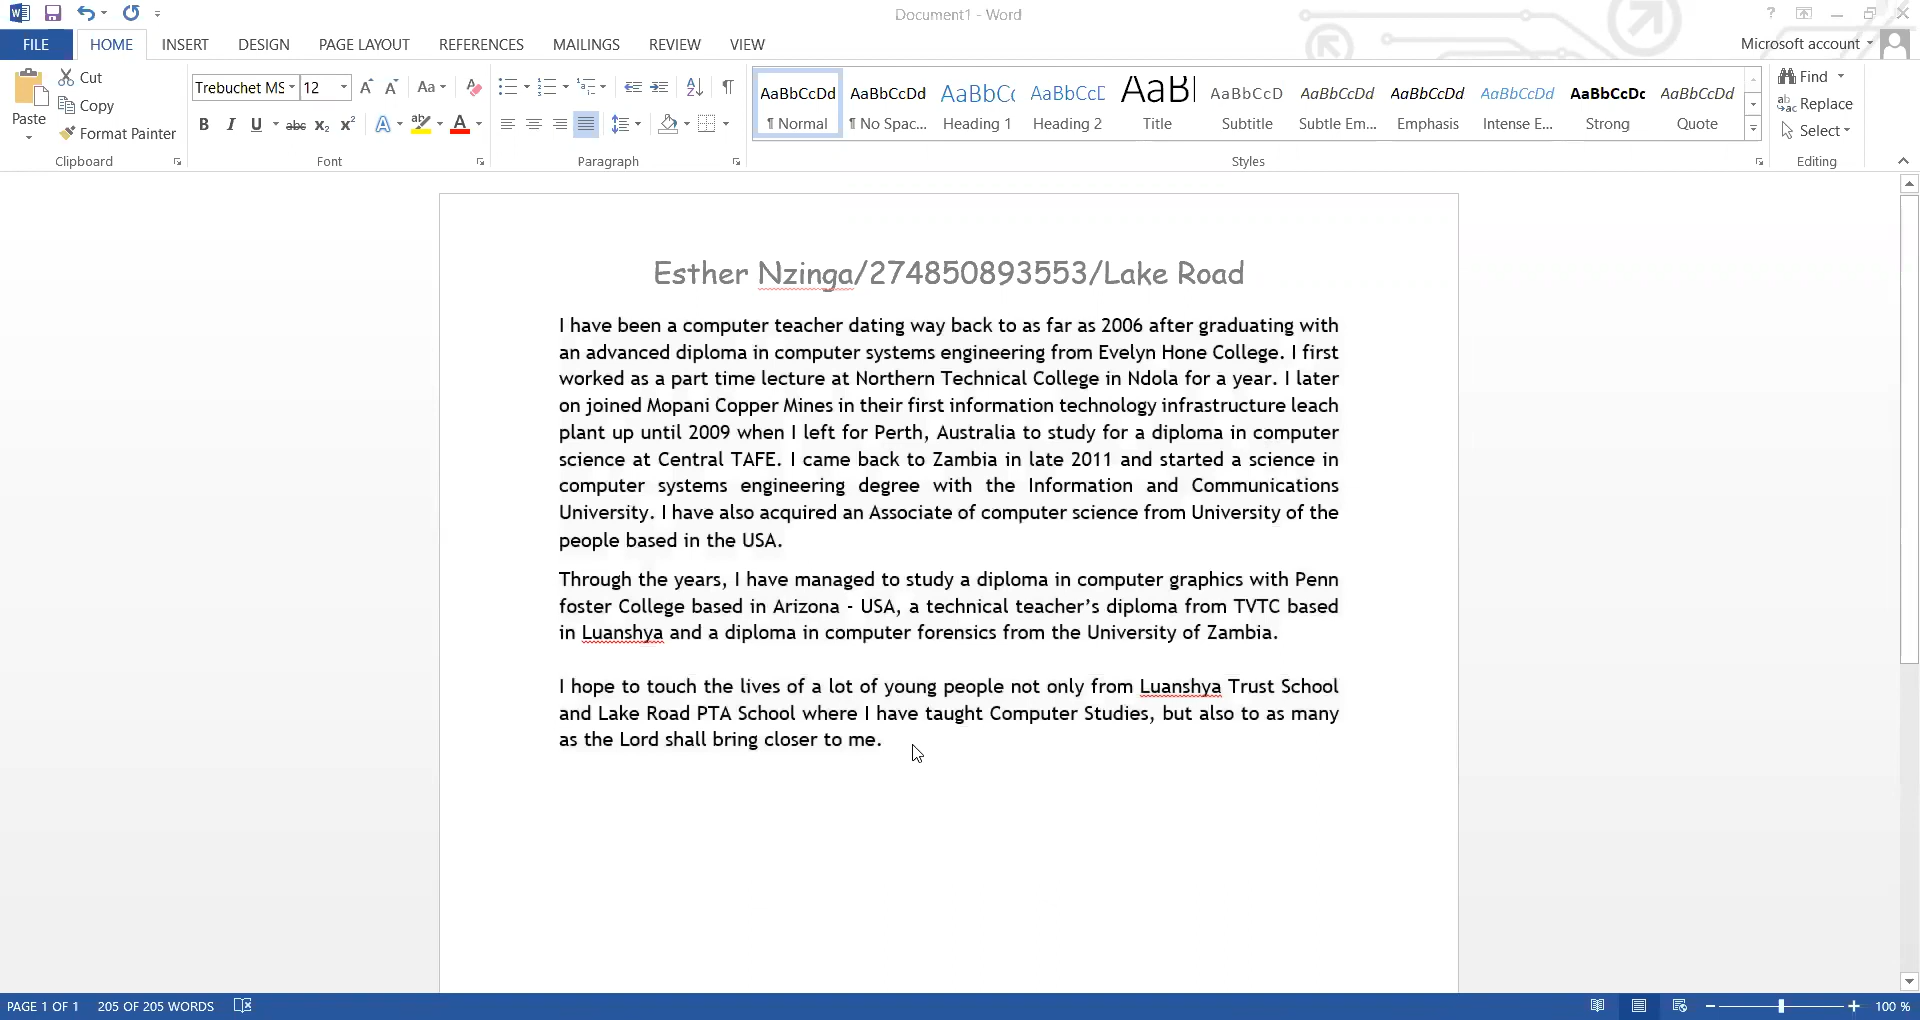 Document1 - Word
?
Microsoft account
FILE
HOME
INSERT
DESIGN
PAGE LAYOUT
REFERENCES
MAILINGS
REVIEW
VIEW
Paste
Cut
Copy
Format Painter
Clipboard
Trebuchet MS
12
A A Aa
B I U abc x₂ x² A ab A
Font
A Z ¶
Paragraph
AaBbCcDd
¶ Normal
AaBbCcDd
¶ No Spac...
AaBbCc
Heading 1
AaBbCcC
Heading 2
AaB
Title
AaBbCcD
Subtitle
AaBbCcDd
Subtle Em...
AaBbCcDd
Emphasis
AaBbCcDd
Intense E...
AaBbCcDc
Strong
AaBbCcDd
Quote
Styles
Find
Replace
Select
Editing
Esther Nzinga/274850893553/Lake Road
I have been a computer teacher dating way back to as far as 2006 after graduating with
an advanced diploma in computer systems engineering from Evelyn Hone College. I first
worked as a part time lecture at Northern Technical College in Ndola for a year. I later
on joined Mopani Copper Mines in their first information technology infrastructure leach
plant up until 2009 when I left for Perth, Australia to study for a diploma in computer
science at Central TAFE. I came back to Zambia in late 2011 and started a science in
computer systems engineering degree with the Information and Communications
University. I have also acquired an Associate of computer science from University of the
people based in the USA.
Through the years, I have managed to study a diploma in computer graphics with Penn
foster College based in Arizona - USA, a technical teacher’s diploma from TVTC based
in Luanshya and a diploma in computer forensics from the University of Zambia.
I hope to touch the lives of a lot of young people not only from Luanshya Trust School
and Lake Road PTA School where I have taught Computer Studies, but also to as many
as the Lord shall bring closer to me.
PAGE 1 OF 1
205 OF 205 WORDS
100 %